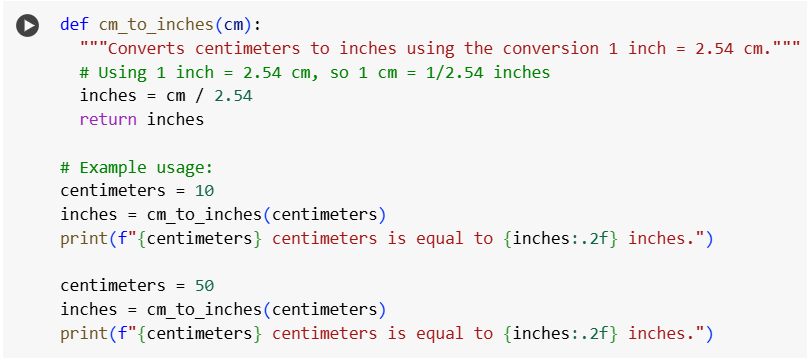 def cm_to_inches(cm):
  """Converts centimeters to inches using the conversion 1 inch = 2.54 cm."""
  # Using 1 inch = 2.54 cm, so 1 cm = 1/2.54 inches
  inches = cm / 2.54
  return inches

# Example usage:
centimeters = 10
inches = cm_to_inches(centimeters)
print(f"{centimeters} centimeters is equal to {inches:.2f} inches.")

centimeters = 50
inches = cm_to_inches(centimeters)
print(f"{centimeters} centimeters is equal to {inches:.2f} inches.")